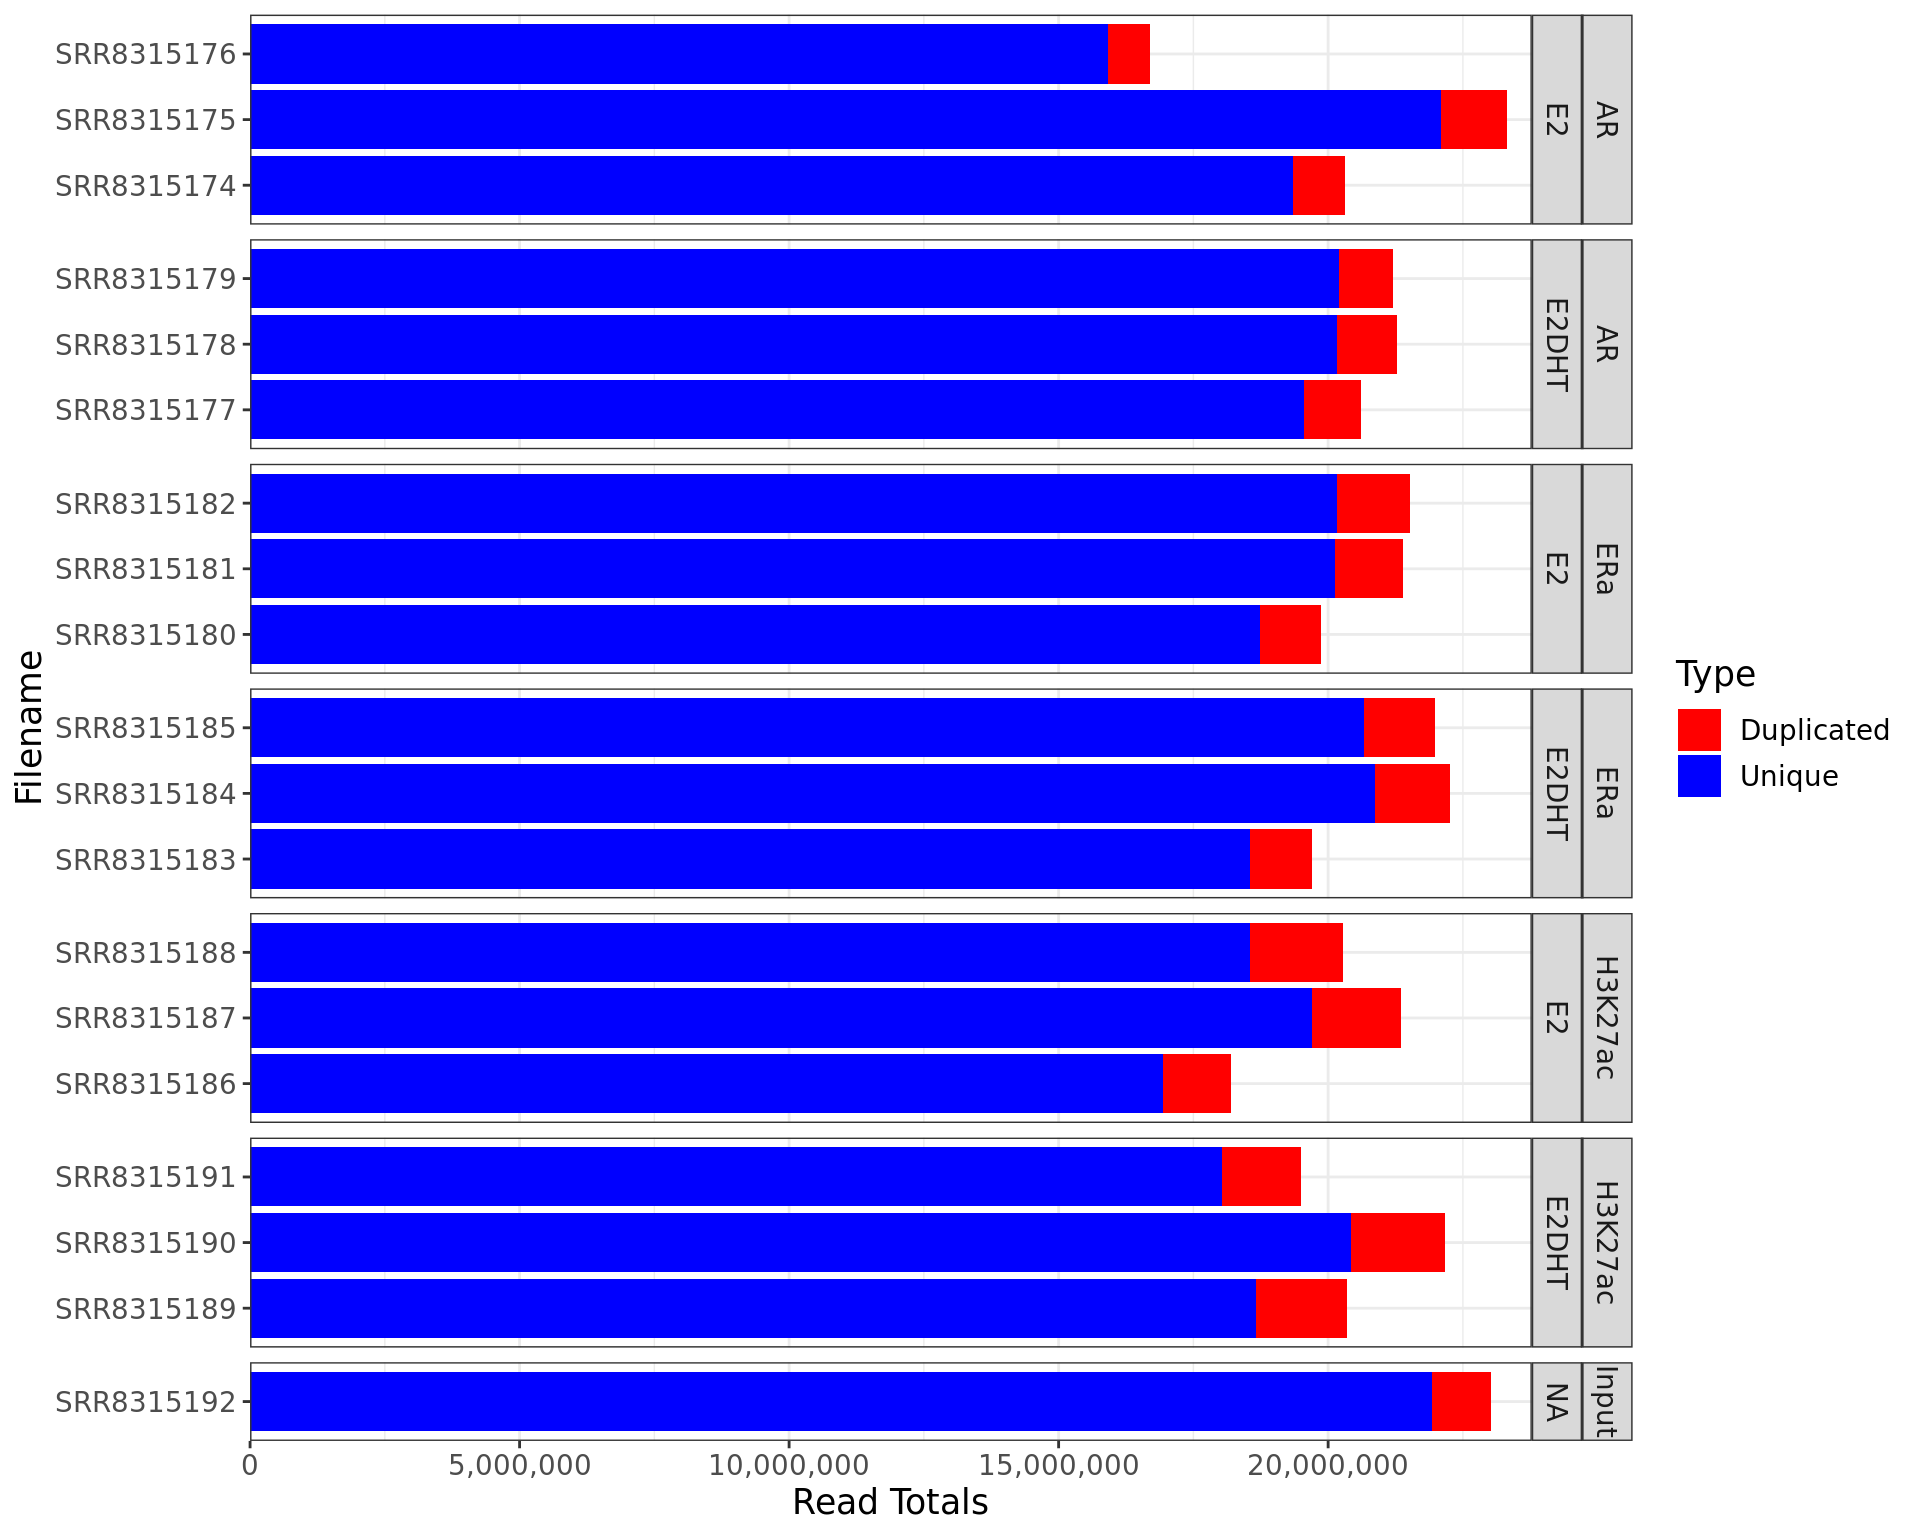 SRR8315176
SRR8315175
SRR8315174
E2
AR
SRR8315179
SRR8315178
SRR8315177
E2DHT
AR
SRR8315182
SRR8315181
SRR8315180
E2
ERa
SRR8315185
SRR8315184
SRR8315183
E2DHT
ERa
SRR8315188
SRR8315187
SRR8315186
E2
H3K27ac
SRR8315191
SRR8315190
SRR8315189
E2DHT
H3K27ac
SRR8315192
NA
Input
Filename
0
5,000,000
10,000,000
15,000,000
20,000,000
Read Totals
Type
Duplicated
Unique